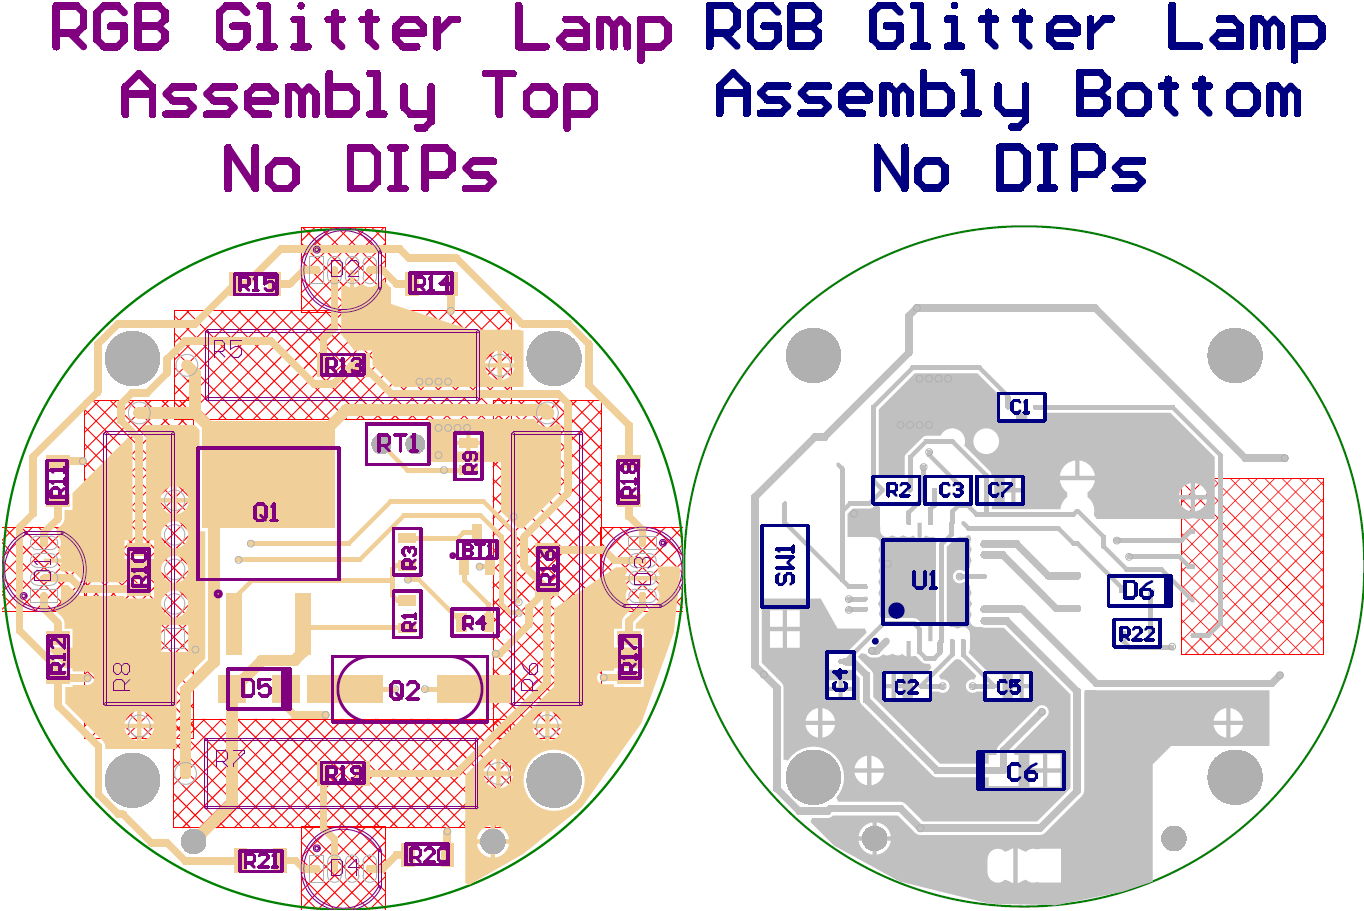 RGB Glitter Lamp
Assembly Top
No DIPs
RGB Glitter Lamp
Assembly Bottom
No DIPs
D2
R15
R14
R5
R13
RT1
R9
R11
R18
Q1
D1
R10
R3
BT1
R16
D3
R1
R4
R12
R17
R8
R6
D5
Q2
R7
R19
R21
D4
R20
C1
R2
C3
C7
SW1
U1
D6
R22
C4
C2
C5
C6